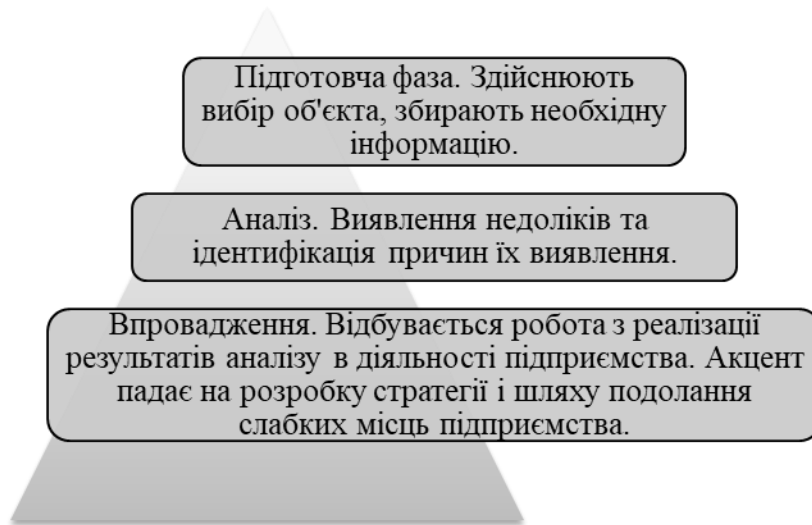 Підготовча фаза. Здійснюють
вибір об'єкта, збирають необхідну
інформацію.
Аналіз. Виявлення недоліків та
ідентифікація причин їх виявлення.
Впровадження. Відбувається робота з реалізації
результатів аналізу в діяльності підприємства. Акцент
падає на розробку стратегії і шляху подолання
слабких місць підприємства.